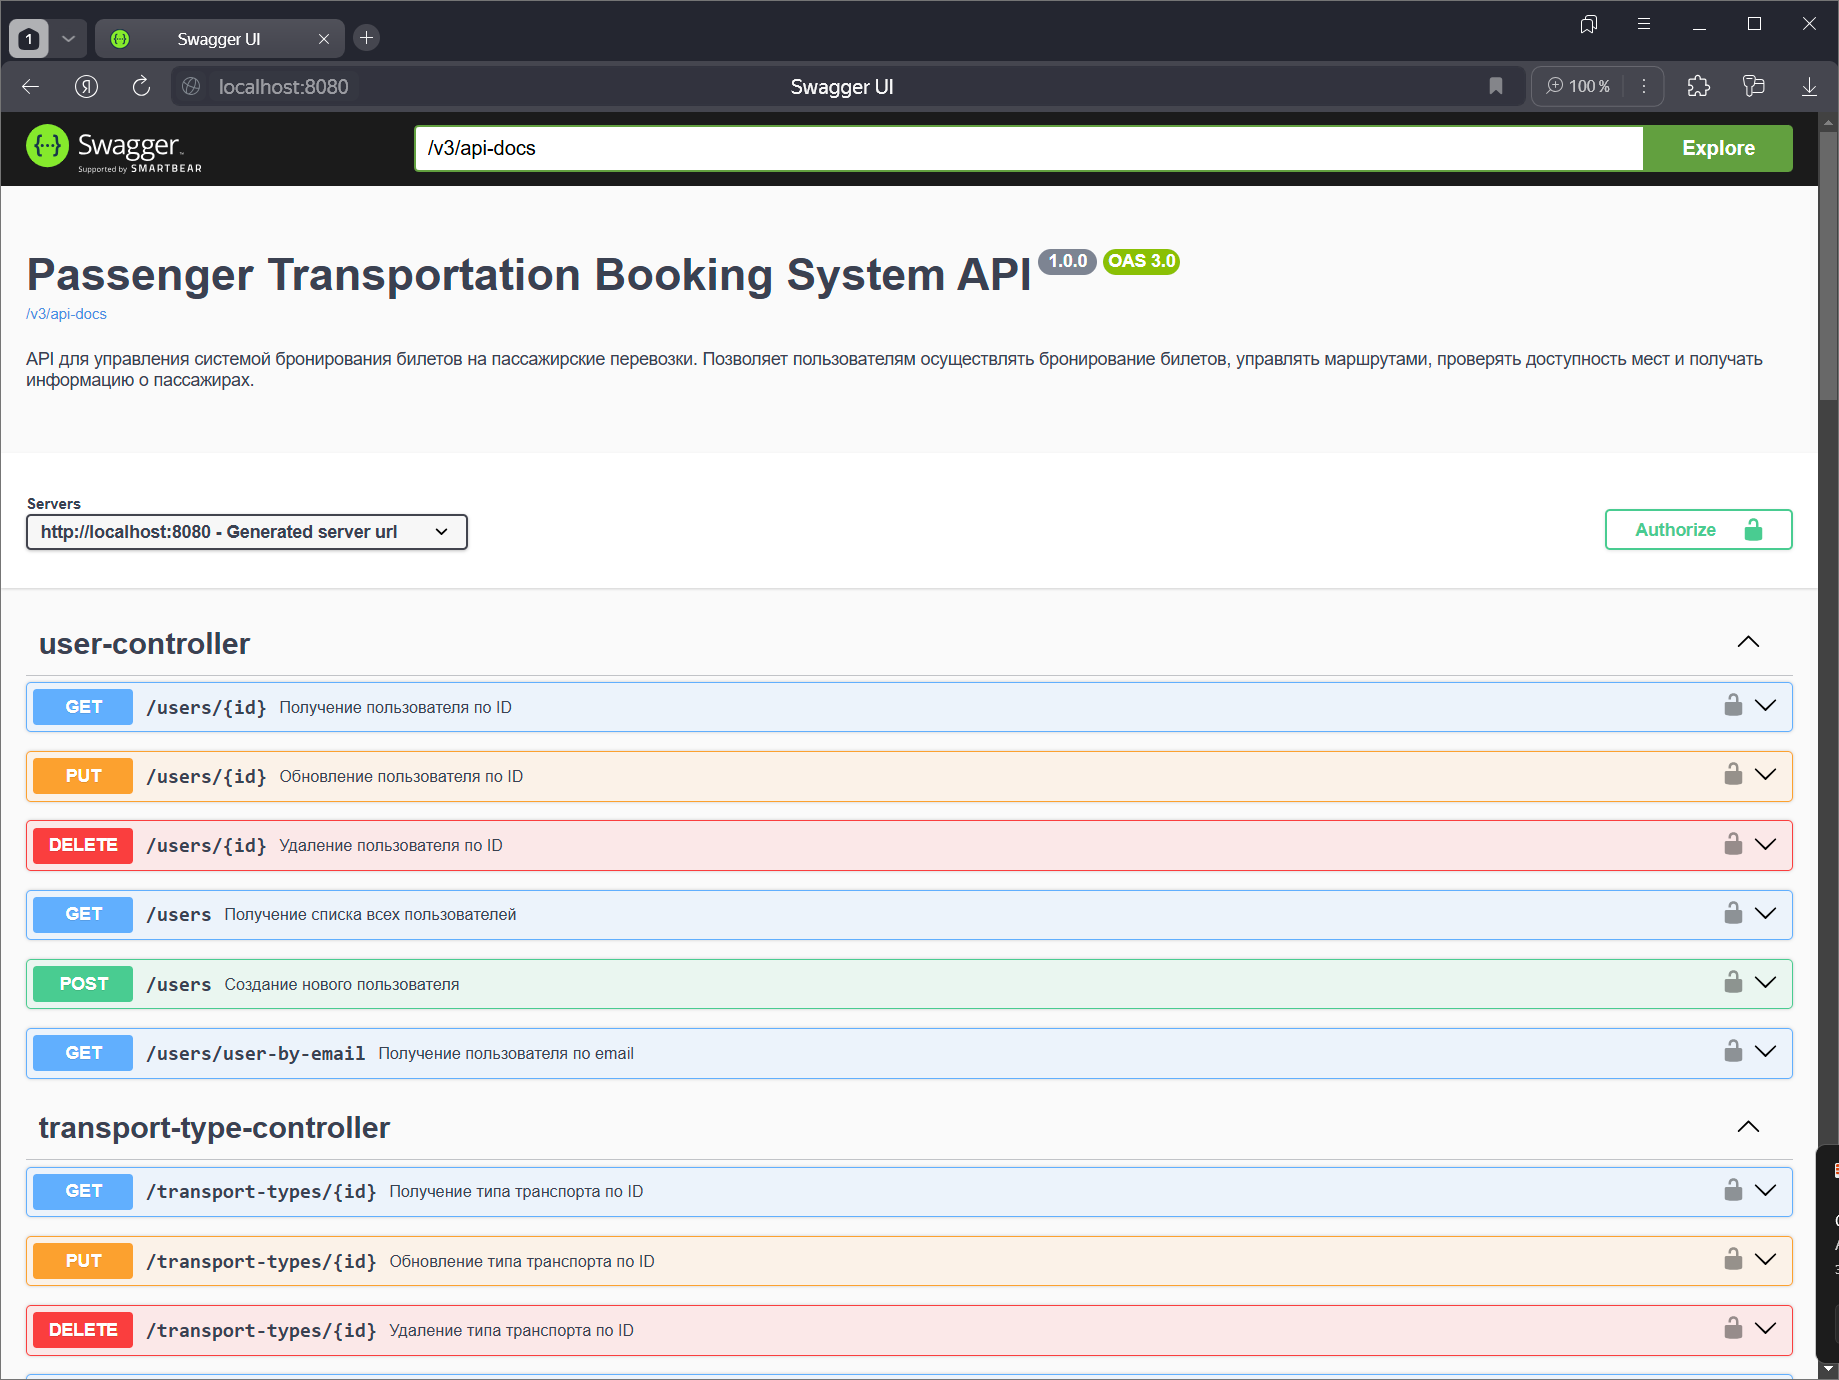 1
Swagger UI
Я
localhost:8080
Swagger UI
100 %
Swagger
Supported by SMARTBEAR
/v3/api-docs
Explore
Passenger Transportation Booking System API 1.0.0 OAS 3.0
/v3/api-docs
API для управления системой бронирования билетов на пассажирские перевозки. Позволяет пользователям осуществлять бронирование билетов, управлять маршрутами, проверять доступность мест и получать
информацию о пассажирах.
Servers
http://localhost:8080 - Generated server url
Authorize
user-controller
GET /users/{id} Получение пользователя по ID
PUT /users/{id} Обновление пользователя по ID
DELETE /users/{id} Удаление пользователя по ID
GET /users Получение списка всех пользователей
POST /users Создание нового пользователя
GET /users/user-by-email Получение пользователя по email
transport-type-controller
GET /transport-types/{id} Получение типа транспорта по ID
PUT /transport-types/{id} Обновление типа транспорта по ID
DELETE /transport-types/{id} Удаление типа транспорта по ID